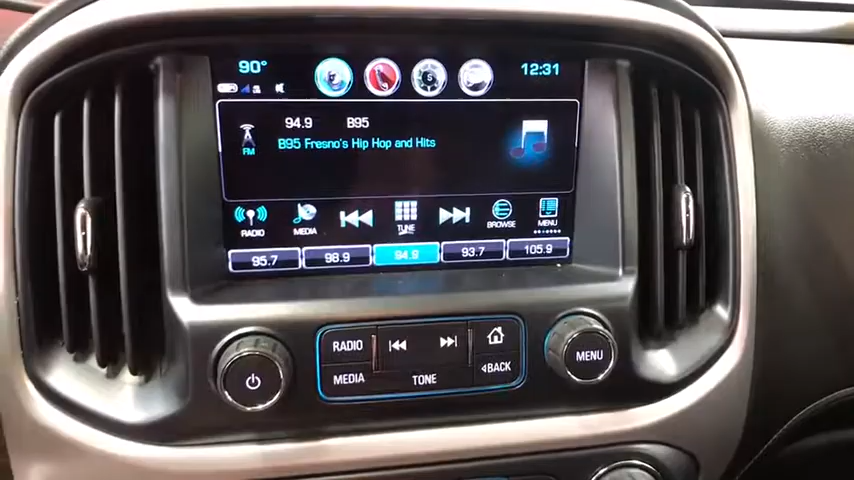 90° 12:31
94.9 B95
FM B95 Fresno's Hip Hop and Hits
RADIO MEDIA TUNE BROWSE MENU
95.7 98.9 94.9 93.7 105.9
RADIO
MENU
MEDIA TONE BACK